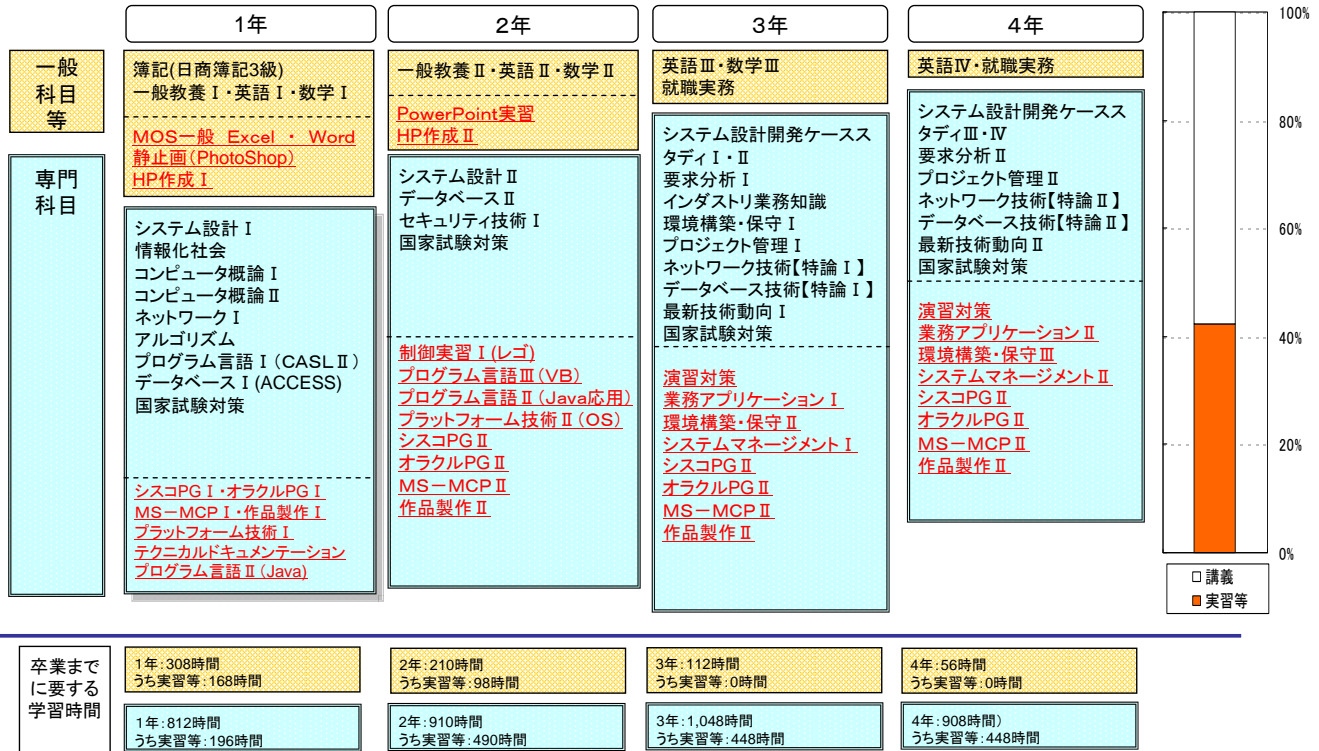 1年
2年
3年
4年
一般
科目
等
簿記(日商簿記3級)
一般教養Ⅰ・英語Ⅰ・数学Ⅰ
MOS一般 Excel ・ Word
静止画(PhotoShop)
HP作成Ⅰ
一般教養Ⅱ・英語Ⅱ・数学Ⅱ
PowerPoint実習
HP作成Ⅱ
英語Ⅲ・数学Ⅲ
就職実務
英語Ⅳ・就職実務
専門
科目
システム設計Ⅰ
情報化社会
コンピュータ概論Ⅰ
コンピュータ概論Ⅱ
ネットワークⅠ
アルゴリズム
プログラム言語Ⅰ(CASLⅡ)
データベースⅠ(ACCESS)
国家試験対策
シスコPGⅠ・オラクルPGⅠ
MS-MCPⅠ・作品製作Ⅰ
プラットフォーム技術Ⅰ
テクニカルドキュメンテーション
プログラム言語Ⅱ(Java)
システム設計Ⅱ
データベースⅡ
セキュリティ技術Ⅰ
国家試験対策
制御実習Ⅰ(レゴ)
プログラム言語Ⅲ(VB)
プログラム言語Ⅱ(Java応用)
プラットフォーム技術Ⅱ(OS)
シスコPGⅡ
オラクルPGⅡ
MS-MCPⅡ
作品製作Ⅱ
システム設計開発ケースス
タディⅠ・Ⅱ
要求分析Ⅰ
インダストリ業務知識
環境構築・保守Ⅰ
プロジェクト管理Ⅰ
ネットワーク技術【特論Ⅰ】
データベース技術【特論Ⅰ】
最新技術動向Ⅰ
国家試験対策
演習対策
業務アプリケーションⅠ
環境構築・保守Ⅱ
システムマネージメントⅠ
シスコPGⅡ
オラクルPGⅡ
MS-MCPⅡ
作品製作Ⅱ
システム設計開発ケースス
タディⅢ・Ⅳ
要求分析Ⅱ
プロジェクト管理Ⅱ
ネットワーク技術【特論Ⅱ】
データベース技術【特論Ⅱ】
最新技術動向Ⅱ
国家試験対策
演習対策
業務アプリケーションⅡ
環境構築・保守Ⅲ
システムマネージメントⅡ
シスコPGⅡ
オラクルPGⅡ
MS-MCPⅡ
作品製作Ⅱ
100%
80%
60%
40%
20%
0%
講義
実習等
卒業まで
に要する
学習時間
1年:308時間
うち実習等:168時間
2年:210時間
うち実習等:98時間
3年:112時間
うち実習等:0時間
4年:56時間
うち実習等:0時間
1年:812時間
うち実習等:196時間
2年:910時間
うち実習等:490時間
3年:1,048時間
うち実習等:448時間
4年:908時間)
うち実習等:448時間